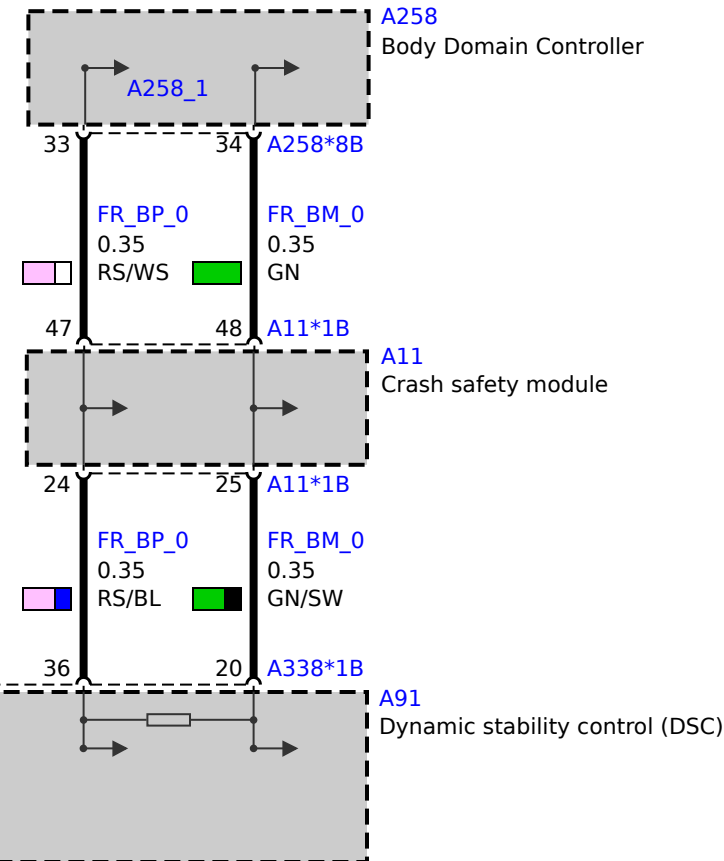 A258
Body Domain Controller
A258_1
33
34
A258*8B
FR_BP_0
FR_BM_0
0.35
0.35
RS/WS
GN
47
48
A11*1B
A11
Crash safety module
24
25
A11*1B
FR_BP_0
FR_BM_0
0.35
0.35
RS/BL
GN/SW
36
20
A338*1B
A91
Dynamic stability control (DSC)